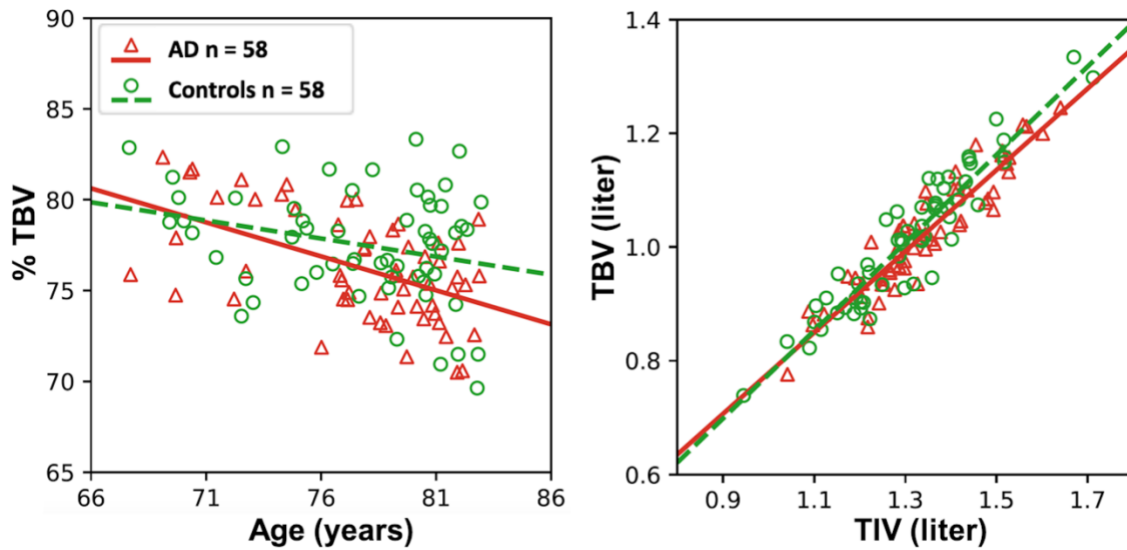 90
85
80
75
70
65
% TBV
AD n = 58
Controls n = 58
66 71 76 81 86
Age (years)
1.4
1.2
1.0
0.8
0.6
TBV (liter)
0.9 1.1 1.3 1.5 1.7
TIV (liter)